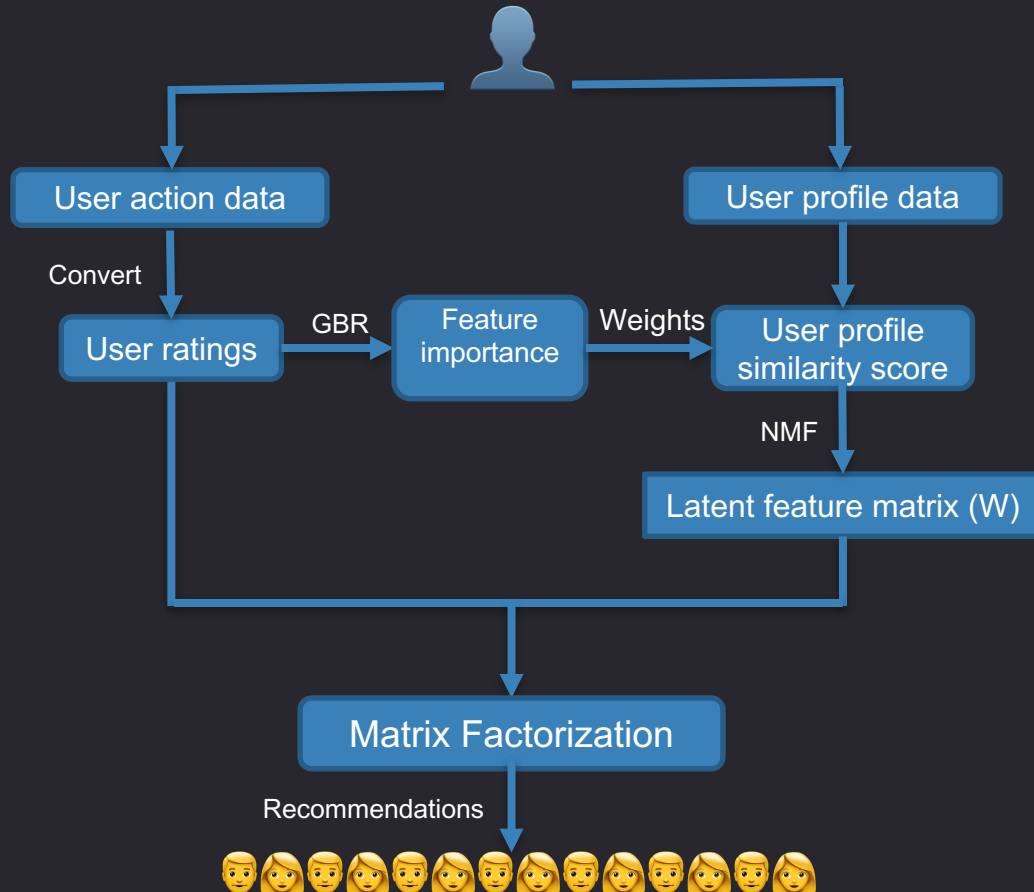 User action data
User profile data
Convert
User ratings
GBR
Feature
importance
Weights
User profile
similarity score
NMF
Latent feature matrix (W)
Matrix Factorization
Recommendations